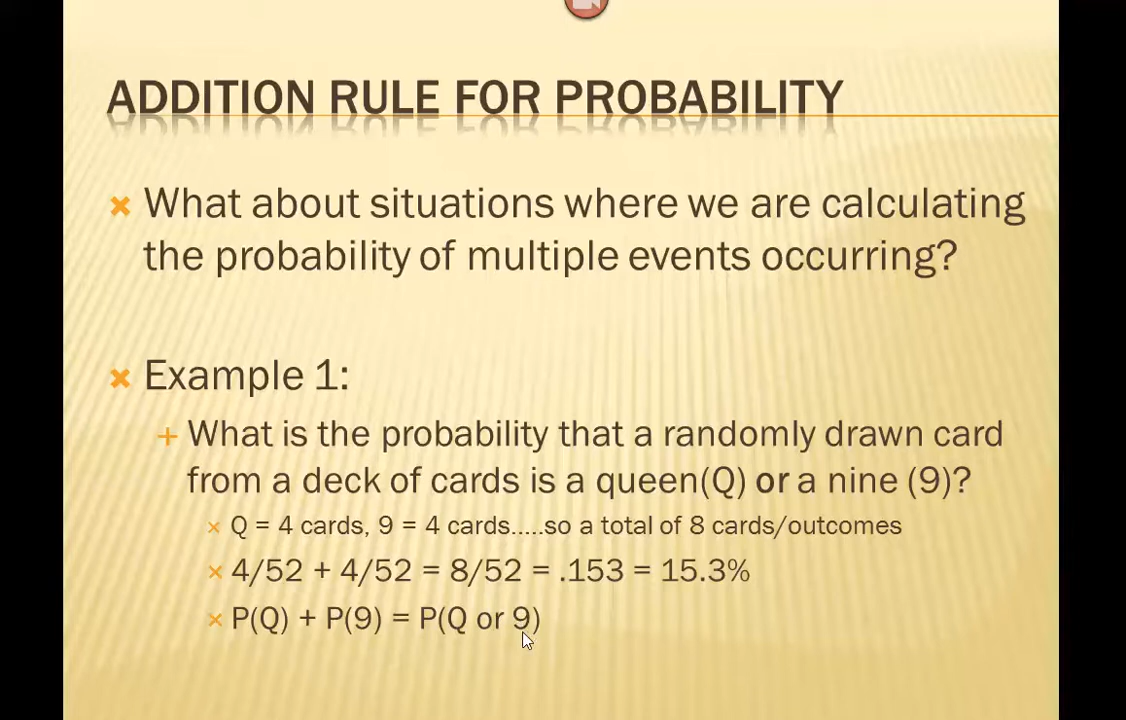 ADDITION RULE FOR PROBABILITY
What about situations where we are calculating
the probability of multiple events occurring?
Example 1:
What is the probability that a randomly drawn card
from a deck of cards is a queen(Q) or a nine (9)?
Q = 4 cards, 9 = 4 cards.....so a total of 8 cards/outcomes
4/52 + 4/52 = 8/52 = .153 = 15.3%
P(Q) + P(9) = P(Q or 9)